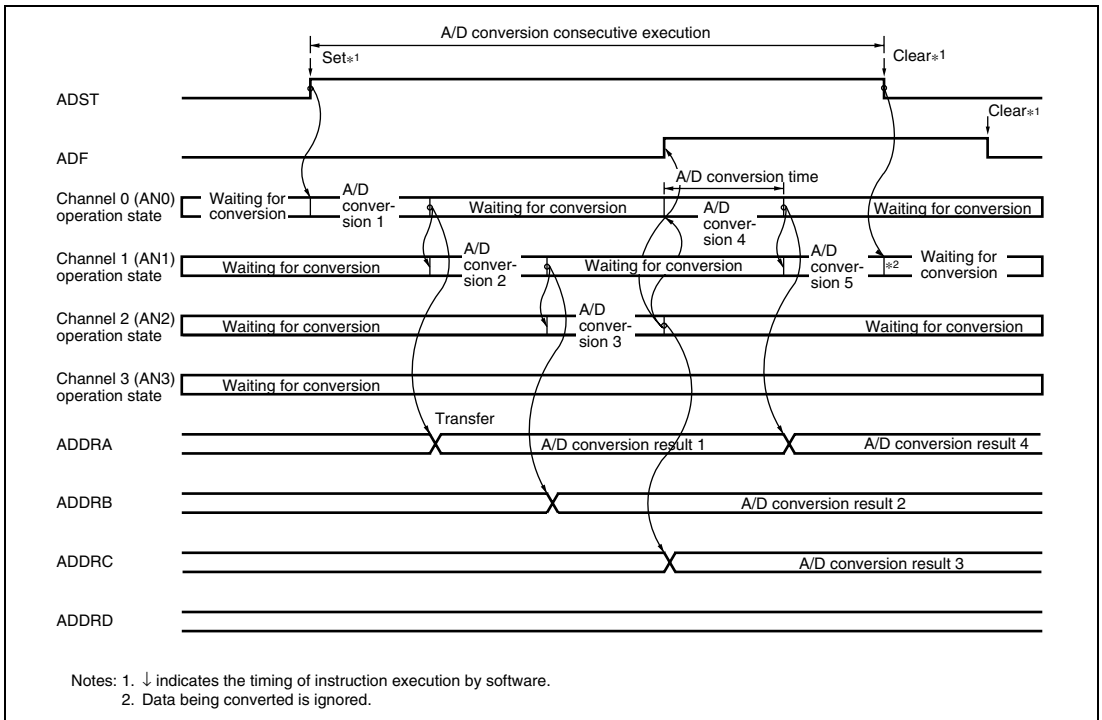 A/D conversion consecutive execution
Set*1
Clear*1
ADST
Clear*1
ADF
A/D conversion time
Channel 0 (AN0)
operation state
Waiting for
conversion
A/D
conver-
sion 1
Waiting for conversion
A/D
conver-
sion 4
Waiting for conversion
Channel 1 (AN1)
operation state
Waiting for conversion
A/D
conver-
sion 2
Waiting for conversion
A/D
conver-
sion 5
*2
Waiting for
conversion
Channel 2 (AN2)
operation state
Waiting for conversion
A/D
conver-
sion 3
Waiting for conversion
Channel 3 (AN3)
operation state
Waiting for conversion
Transfer
ADDRA
A/D conversion result 1
A/D conversion result 4
ADDRB
A/D conversion result 2
ADDRC
A/D conversion result 3
ADDRD
Notes: 1. ↓ indicates the timing of instruction execution by software.
2. Data being converted is ignored.